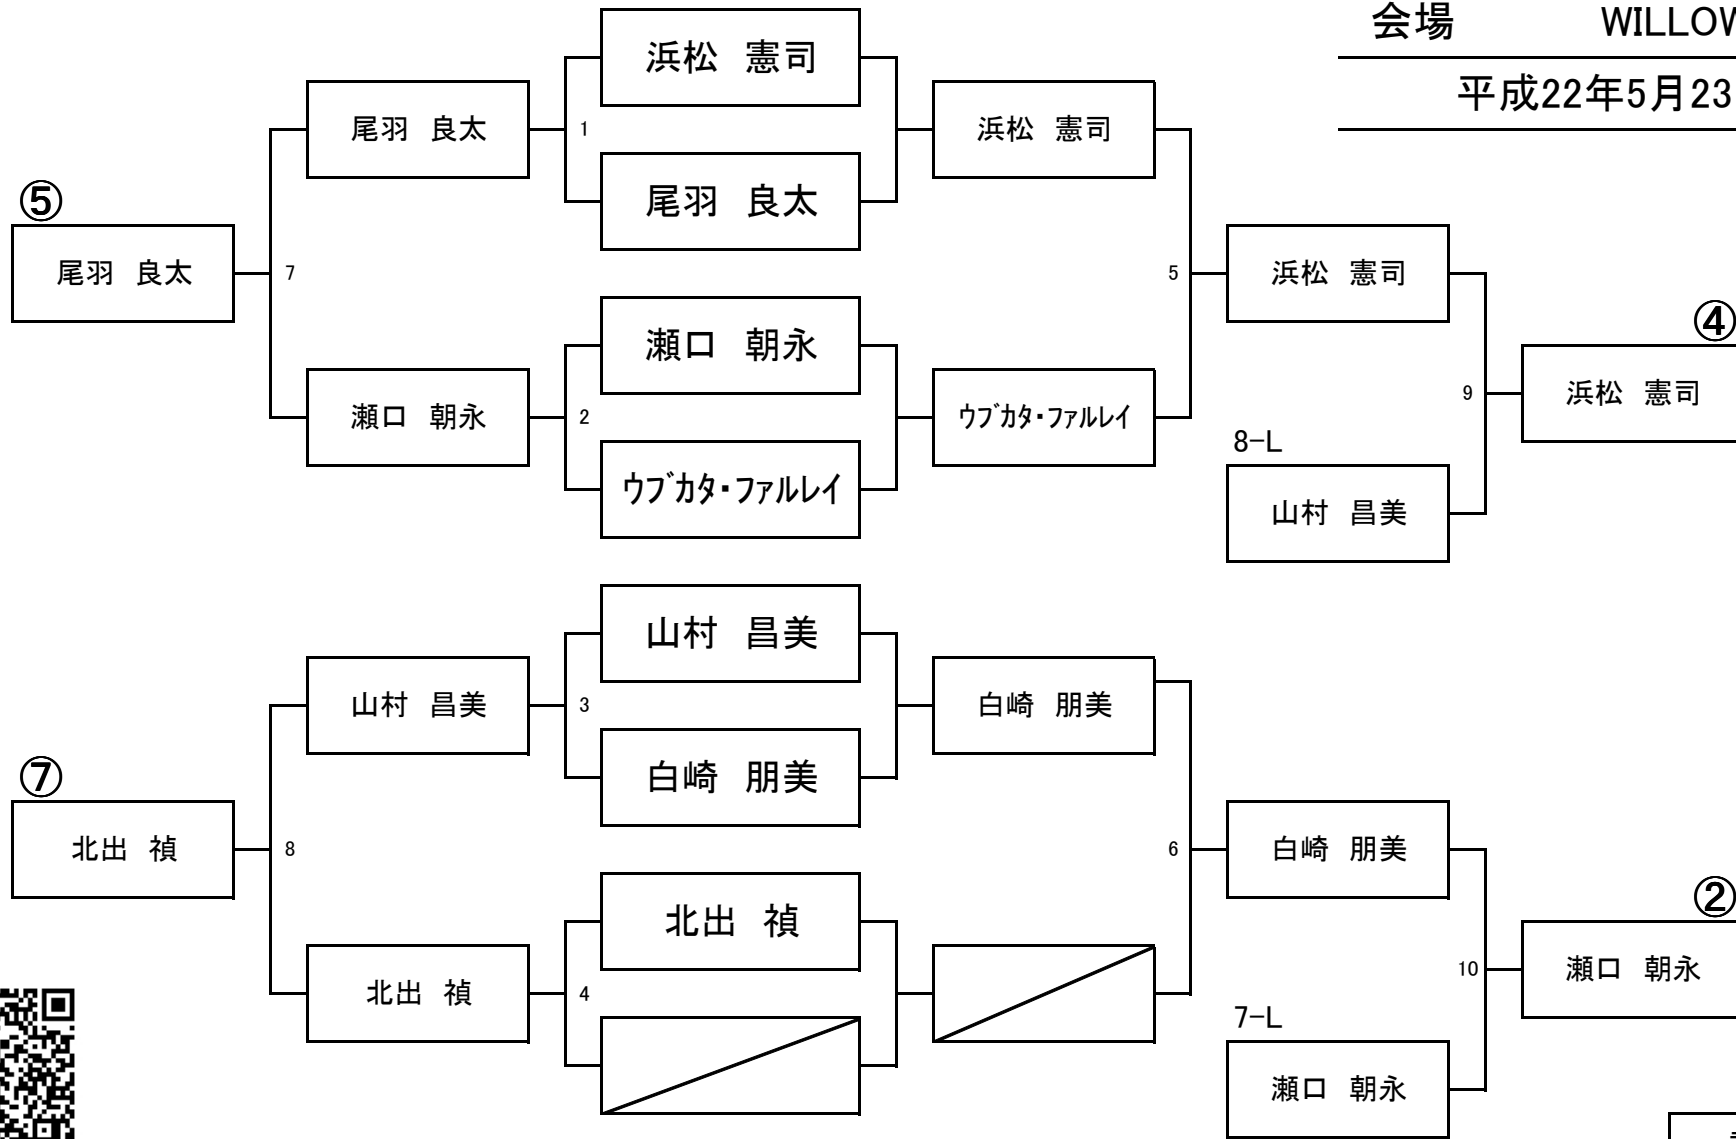 会場 WILLOW
平成22年5月23
浜松 憲司
尾羽 良太
1
浜松 憲司
⑤
尾羽 良太
尾羽 良太
7
5
浜松 憲司
④
瀬口 朝永
浜松 憲司
9
瀬口 朝永
2
ウブカタ・ファルレイ
8-L
ウブカタ・ファルレイ
山村 昌美
山村 昌美
山村 昌美
3
白崎 朋美
⑦
白崎 朋美
北出 禎
8
6
白崎 朋美
②
北出 禎
瀬口 朝永
10
北出 禎
4
7-L
瀬口 朝永